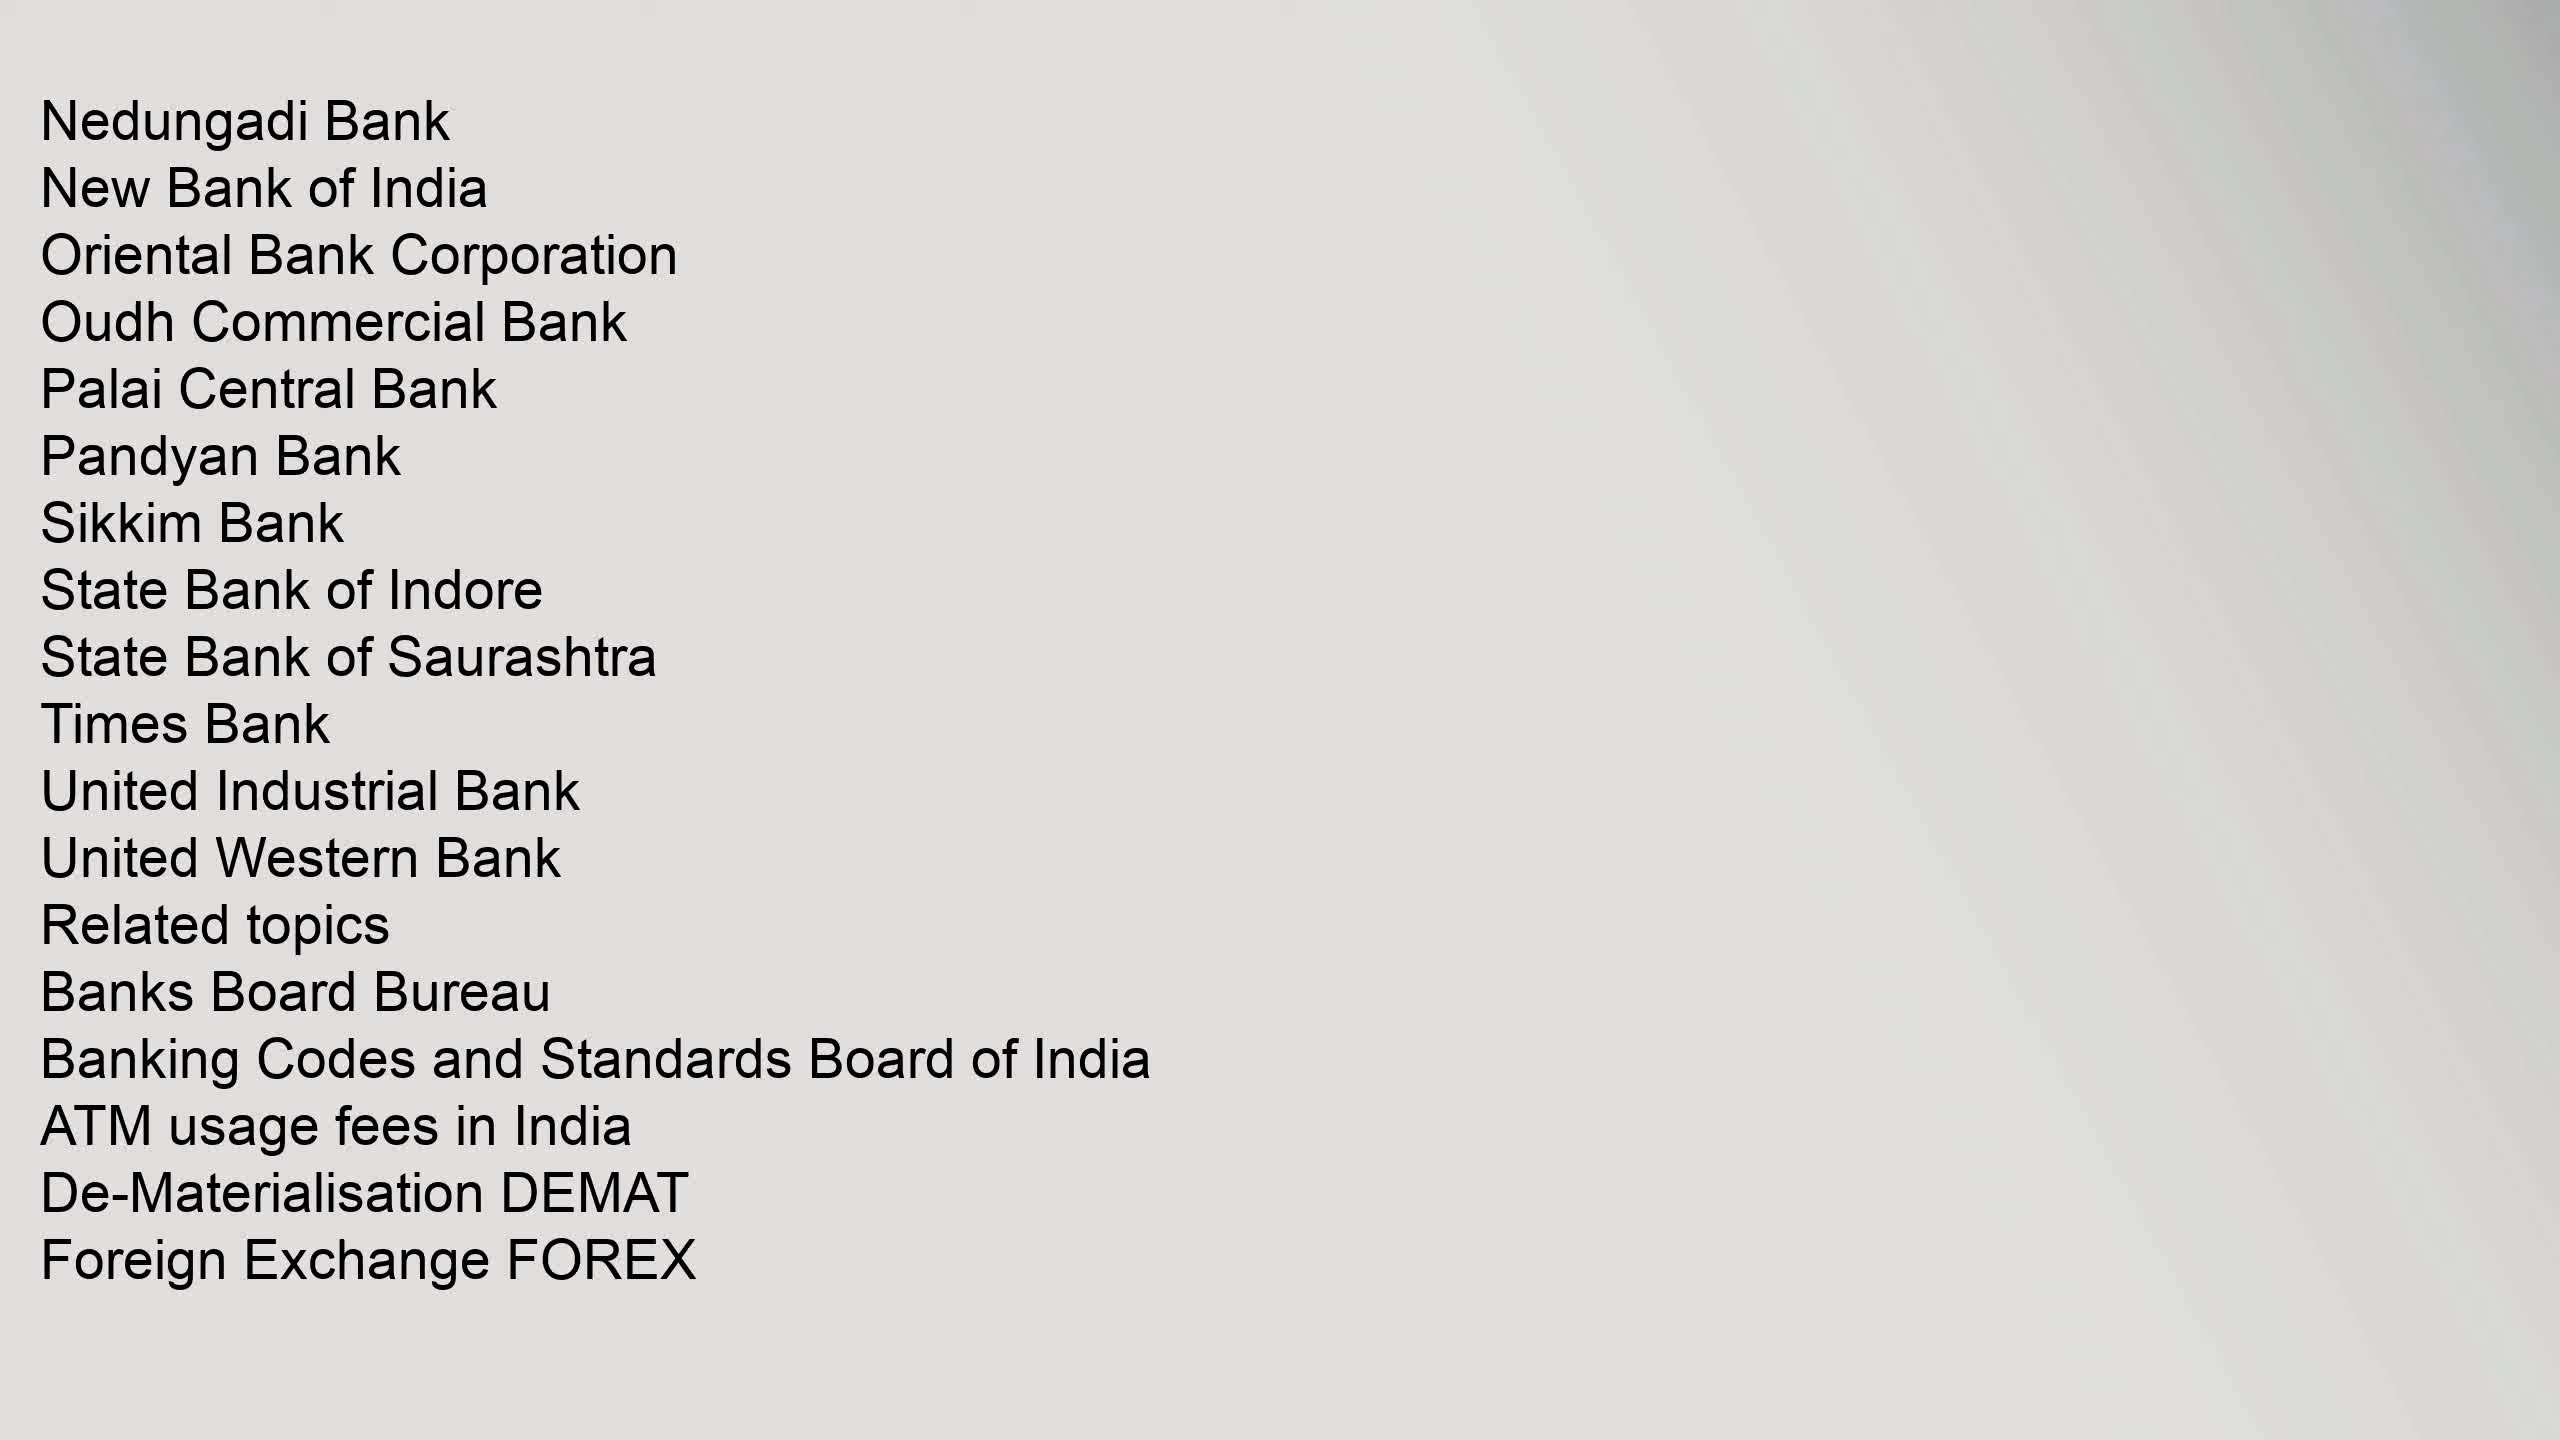 Nedungadi Bank
New Bank of India
Oriental Bank Corporation
Oudh Commercial Bank
Palai Central Bank
Pandyan Bank
Sikkim Bank
State Bank of Indore
State Bank of Saurashtra
Times Bank
United Industrial Bank
United Western Bank
Related topics
Banks Board Bureau
Banking Codes and Standards Board of India
ATM usage fees in India
De-Materialisation DEMAT
Foreign Exchange FOREX